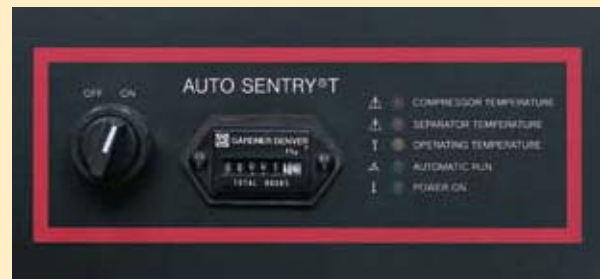 OFF ON
AUTO SENTRY®T
GARDNER DENVER
TOTAL HOURS
COMPRESSOR TEMPERATURE
SEPARATOR TEMPERATURE
OPERATING TEMPERATURE
AUTOMATIC RUN
POWER ON